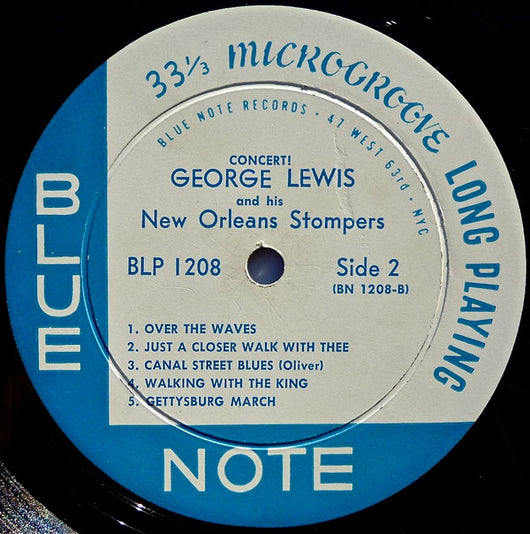 33⅓ MICROGROOVE LONG PLAYING
BLUE NOTE RECORDS · 47 WEST 63rd · NYC
CONCERT!
GEORGE LEWIS
and his
New Orleans Stompers
BLP 1208
Side 2
(BN 1208-B)
1. OVER THE WAVES
2. JUST A CLOSER WALK WITH THEE
3. CANAL STREET BLUES (Oliver)
4. WALKING WITH THE KING
5. GETTYSBURG MARCH
BLUE
NOTE